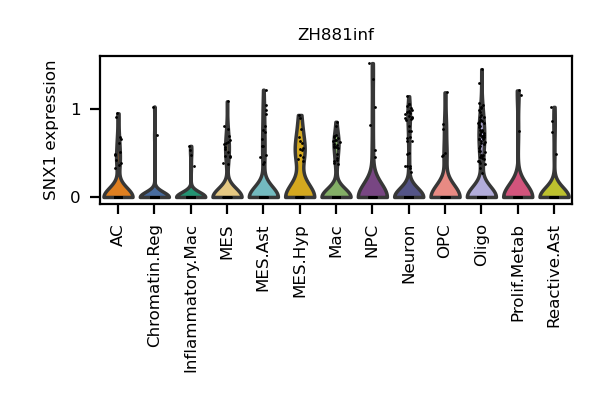 ZH881inf
SNX1 expression
1
0
AC
Chromatin.Reg
Inflammatory.Mac
MES
MES.Ast
MES.Hyp
Mac
NPC
Neuron
OPC
Oligo
Prolif.Metab
Reactive.Ast